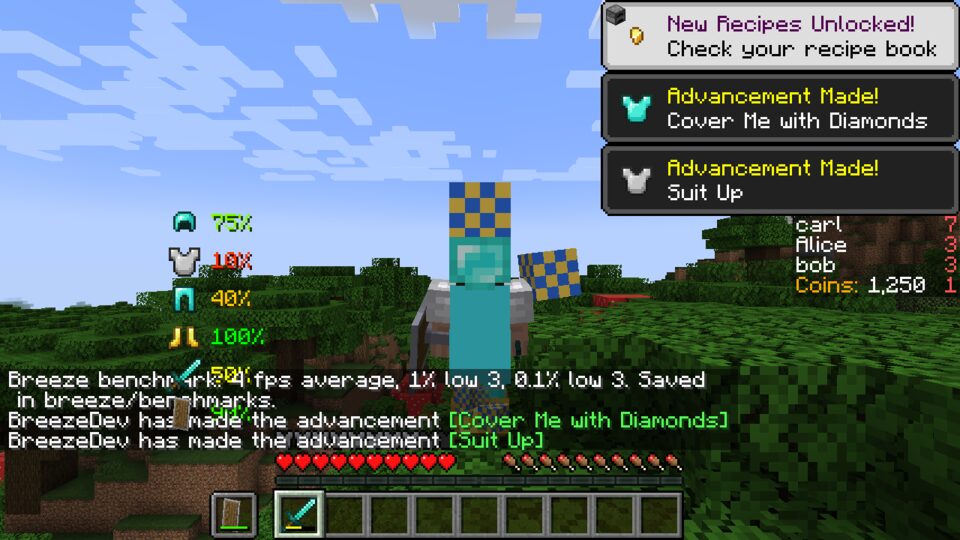 New Recipes Unlocked!
Check your recipe book
Advancement Made!
Cover Me with Diamonds
Advancement Made!
Suit Up
carl 7
Alice 3
bob 3
Coins: 1,250 1
75%
10%
40%
100%
50%
Breeze benchmark: 4 fps average, 1% low 3, 0.1% low 3. Saved
in breeze/benchmarks.
BreezeDev has made the advancement [Cover Me with Diamonds]
BreezeDev has made the advancement [Suit Up]